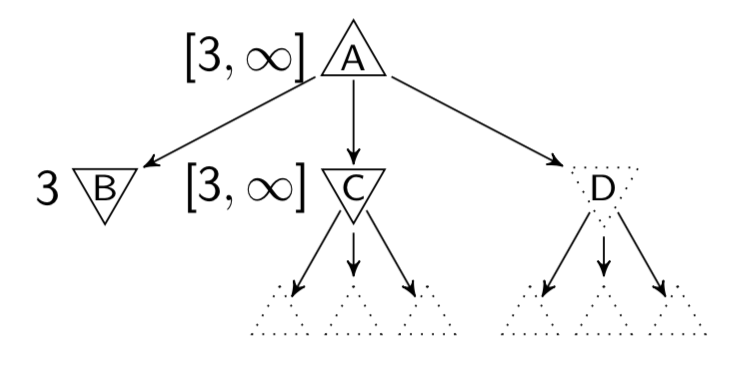 [3, ∞] A
3 B [3, ∞] C D